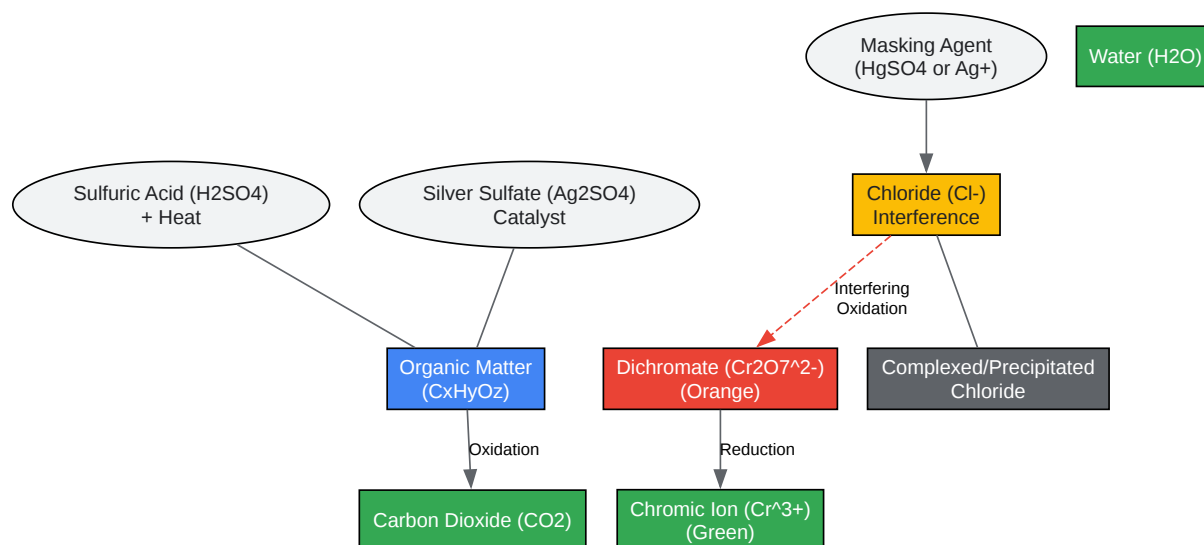 Masking Agent
(HgSO4 or Ag+)
Water (H2O)
Sulfuric Acid (H2SO4)
+ Heat
Silver Sulfate (Ag2SO4)
Catalyst
Chloride (Cl-)
Interference
Interfering
Oxidation
Organic Matter
(CxHyOz)
Dichromate (Cr2O7^2-)
(Orange)
Complexed/Precipitated
Chloride
Oxidation
Reduction
Carbon Dioxide (CO2)
Chromic Ion (Cr^3+)
(Green)